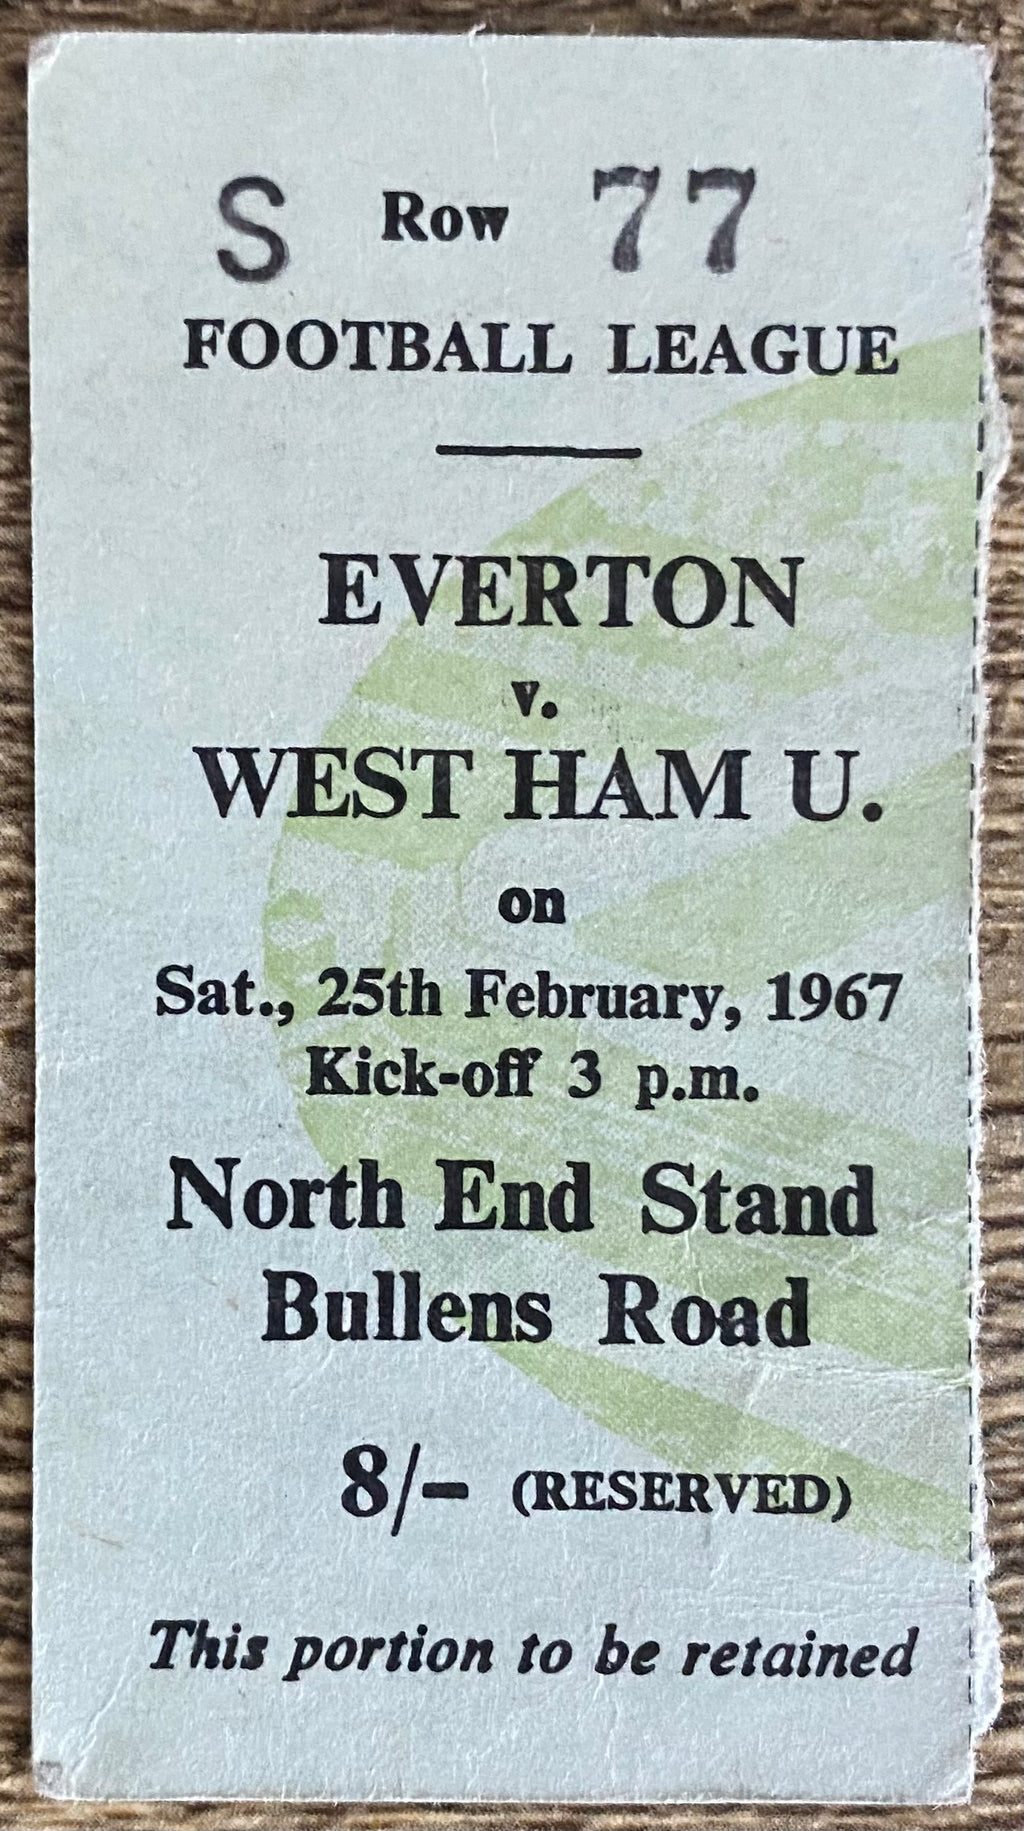 S Row 77
FOOTBALL LEAGUE
EVERTON
v.
WEST HAM U.
on
Sat., 25th February, 1967
Kick-off 3 p.m.
North End Stand
Bullens Road
8/- (RESERVED)
This portion to be retained